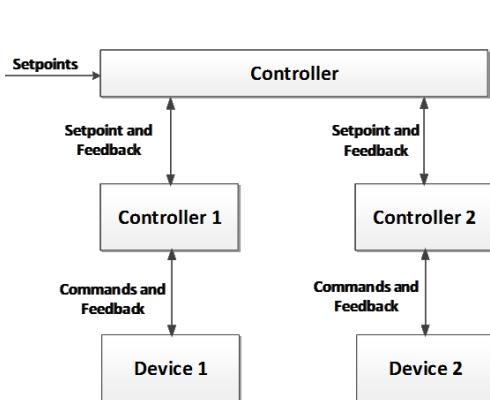 Setpoints
Controller
Setpoint and
Feedback
Setpoint and
Feedback
Controller 1
Controller 2
Commands and
Feedback
Commands and
Feedback
Device 1
Device 2